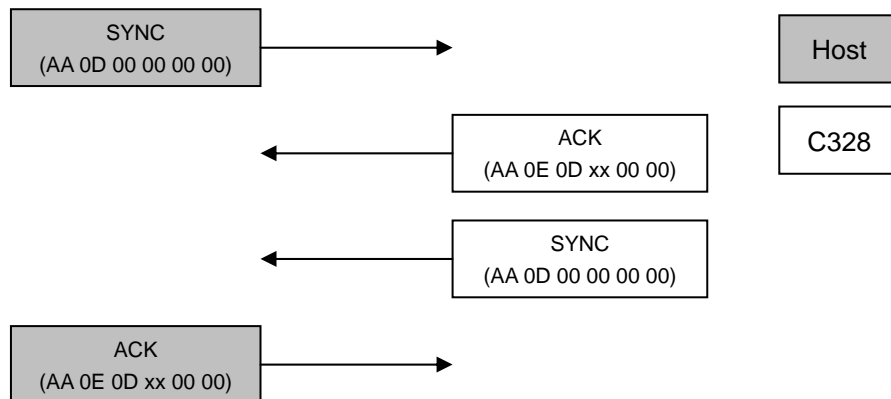 SYNC
(AA 0D 00 00 00 00)
Host
ACK
(AA 0E 0D xx 00 00)
C328
SYNC
(AA 0D 00 00 00 00)
ACK
(AA 0E 0D xx 00 00)